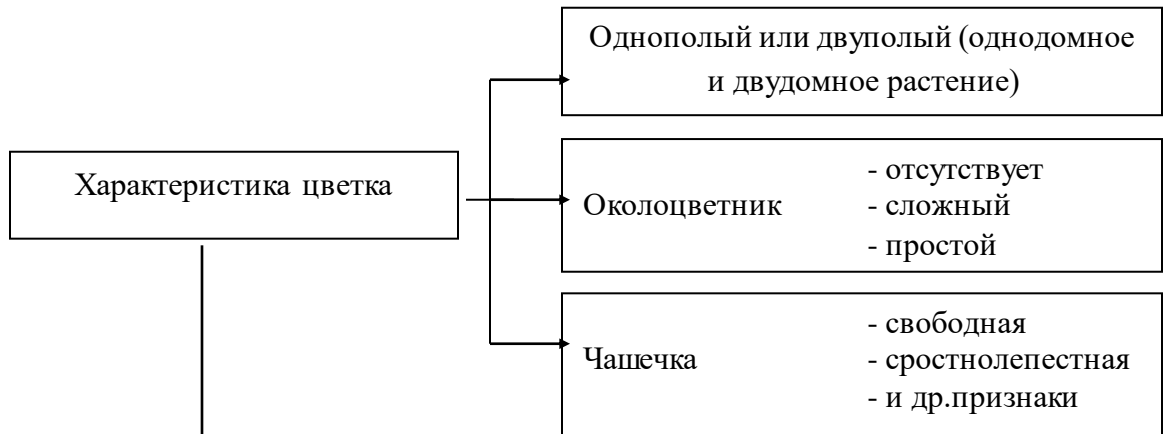 Однополый или двуполый (однодомное
и двудомное растение)
Характеристика цветка
Околоцветник
- отсутствует
- сложный
- простой
Чашечка
- свободная
- сростнолепестная
- и др.признаки